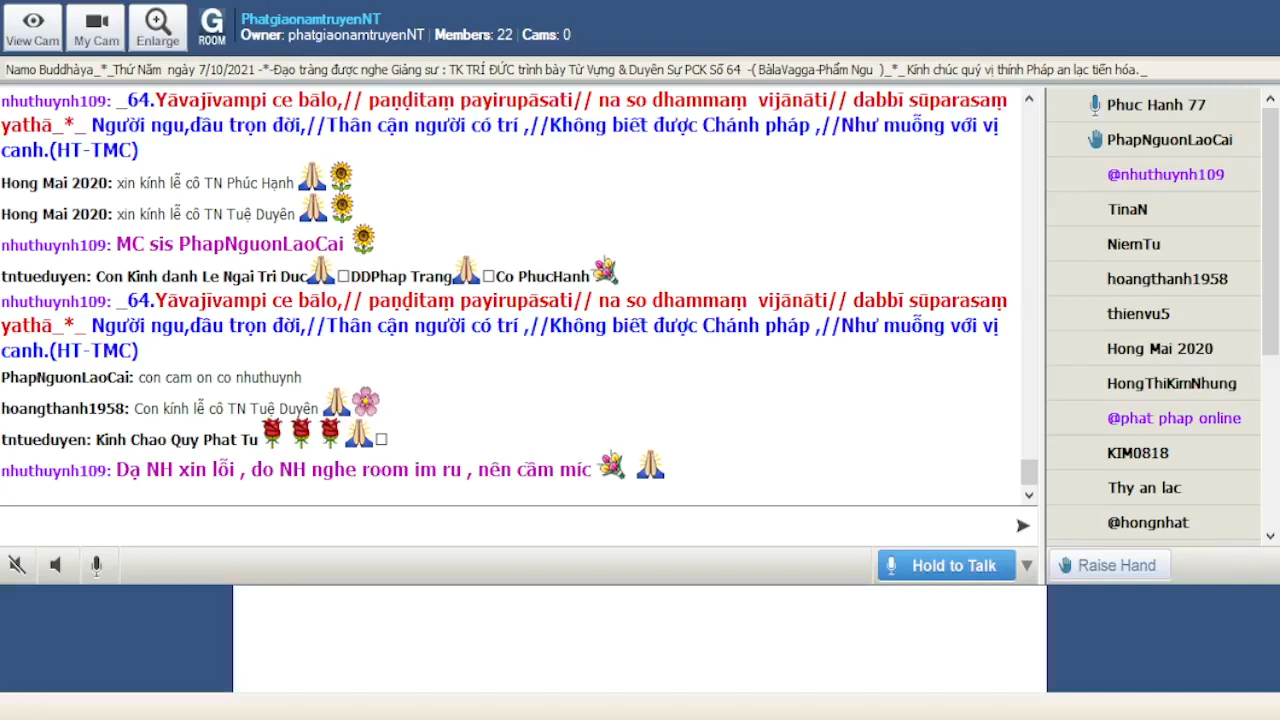 PhatgiaonamtruyenNT
Owner: phatgiaonamtruyenNT | Members: 22 | Cams: 0
View Cam
My Cam
Enlarge
G
ROOM
Namo Buddhàya_*_Thứ Năm ngày 7/10/2021 -*-Đạo tràng được nghe Giảng sư : TK TRÍ ĐỨC trình bày Từ Vựng & Duyên Sự PCK Số 64 -( BàlaVagga-Phẩm Ngu )_*_ Kính chúc quý vị thính Pháp an lạc tiến hóa._
nhuthuynh109: _64.Yāvajīvampi ce bālo,// paṇḍitaṃ payirupāsati// na so dhammaṃ vijānāti// dabbī sūparasaṃ
yathā_*_ Người ngu,dầu trọn đời,//Thân cận người có trí ,//Không biết được Chánh pháp ,//Như muỗng với vị
canh.(HT-TMC)
Hong Mai 2020: xin kính lễ cô TN Phúc Hạnh
Hong Mai 2020: xin kính lễ cô TN Tuệ Duyên
nhuthuynh109: MC sis PhapNguonLaoCai
tntueduyen: Con Kinh danh Le Ngai Tri Duc DDPhap Trang Co PhucHanh
nhuthuynh109: _64.Yāvajīvampi ce bālo,// paṇḍitaṃ payirupāsati// na so dhammaṃ vijānāti// dabbī sūparasaṃ
yathā_*_ Người ngu,dầu trọn đời,//Thân cận người có trí ,//Không biết được Chánh pháp ,//Như muỗng với vị
canh.(HT-TMC)
PhapNguonLaoCai: con cam on co nhuthuynh
hoangthanh1958: Con kính lễ cô TN Tuệ Duyên
tntueduyen: Kinh Chao Quy Phat Tu
nhuthuynh109: Dạ NH xin lỗi , do NH nghe room im ru , nên cầm míc
Hold to Talk
Phuc Hanh 77
PhapNguonLaoCai
@nhuthuynh109
TinaN
NiemTu
hoangthanh1958
thienvu5
Hong Mai 2020
HongThiKimNhung
@phat phap online
KIM0818
Thy an lac
@hongnhat
Raise Hand